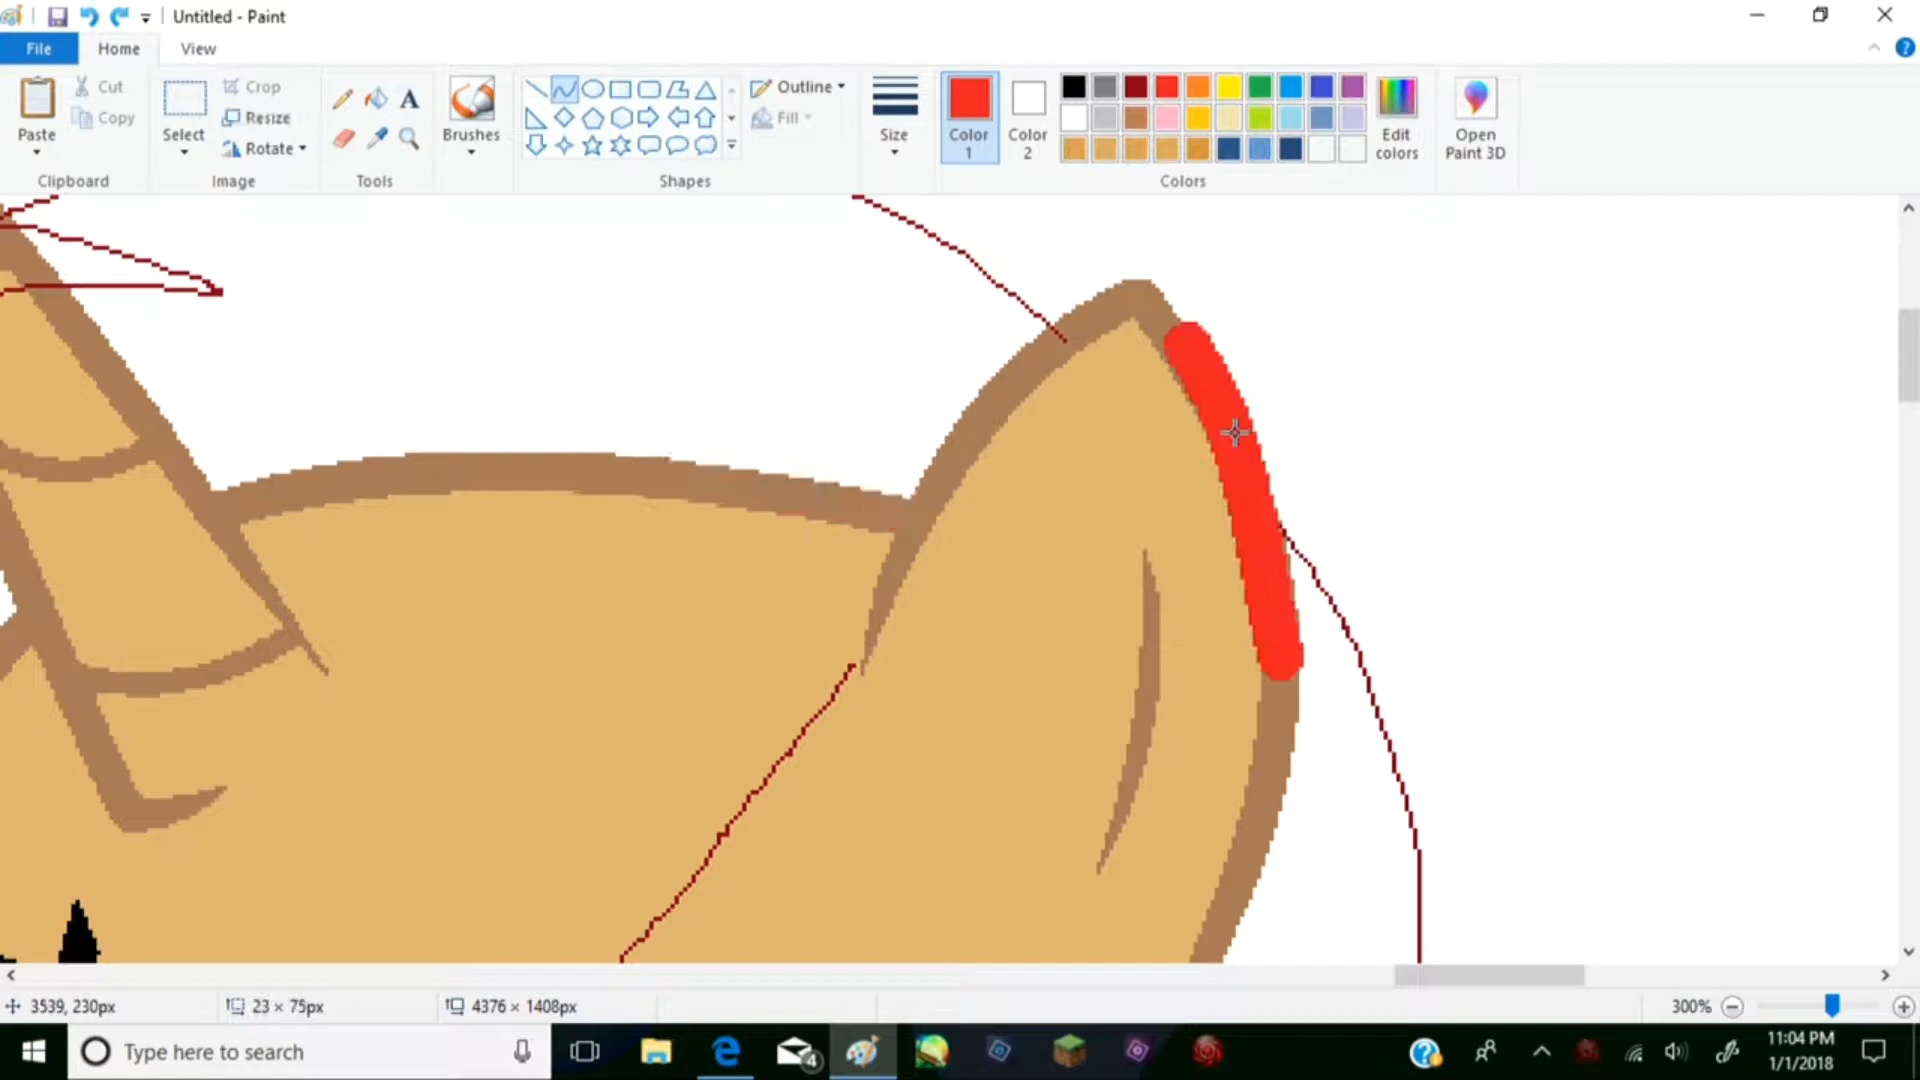 Untitled - Paint
File Home View
Paste
Cut
Copy
Clipboard
Select
Crop
Resize
Rotate
Image
Tools
Brushes
Shapes
Outline
Fill
Size
Color 1
Color 2
Edit colors
Open Paint 3D
Colors
3539, 230px
23 × 75px
4376 × 1408px
300%
Type here to search
4
11:04 PM
1/1/2018